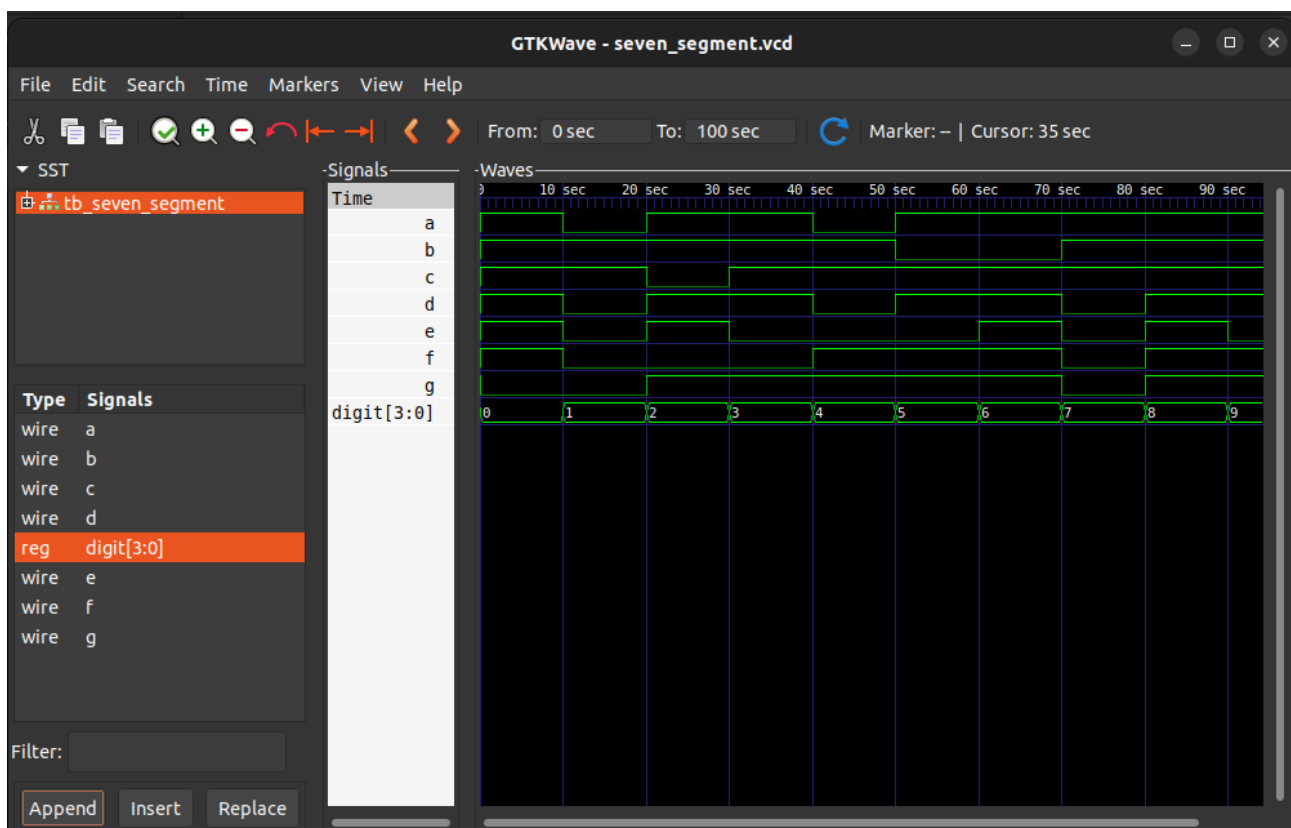 GTKWave - seven_segment.vcd
File Edit Search Time Markers View Help
From: 0 sec To: 100 sec Marker: -- | Cursor: 35 sec
SST
tb_seven_segment
Type Signals
wire a
wire b
wire c
wire d
reg digit[3:0]
wire e
wire f
wire g
Filter:
Append Insert Replace
Signals
Time
a
b
c
d
e
f
g
digit[3:0]
Waves
10 sec 20 sec 30 sec 40 sec 50 sec 60 sec 70 sec 80 sec 90 sec
0 1 2 3 4 5 6 7 8 9